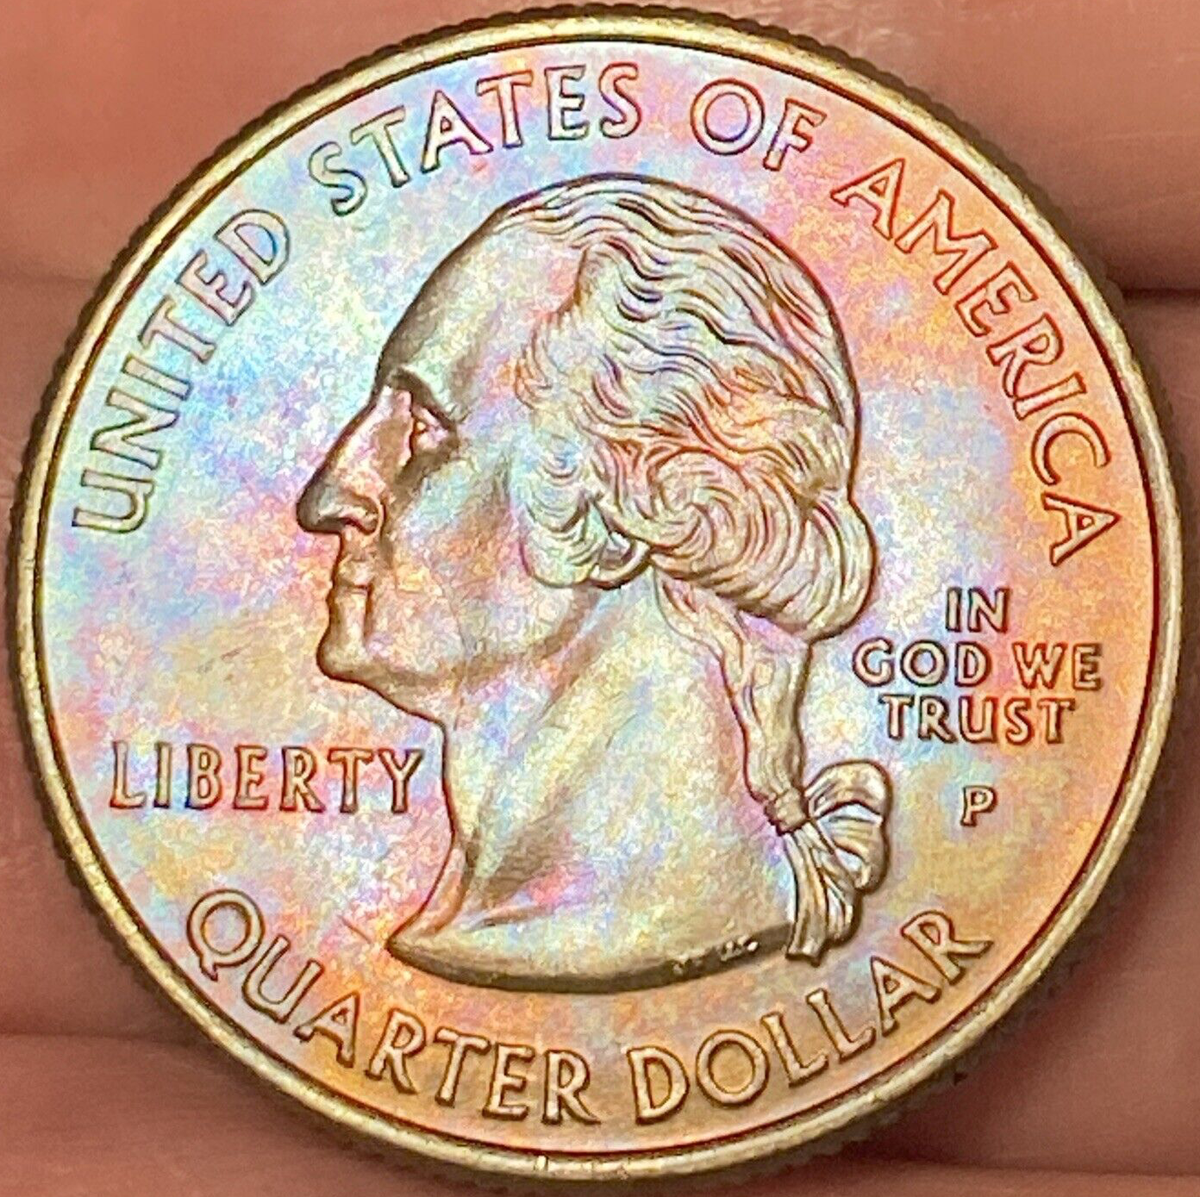 UNITED STATES OF AMERICA
LIBERTY
IN
GOD WE
TRUST
P
QUARTER DOLLAR